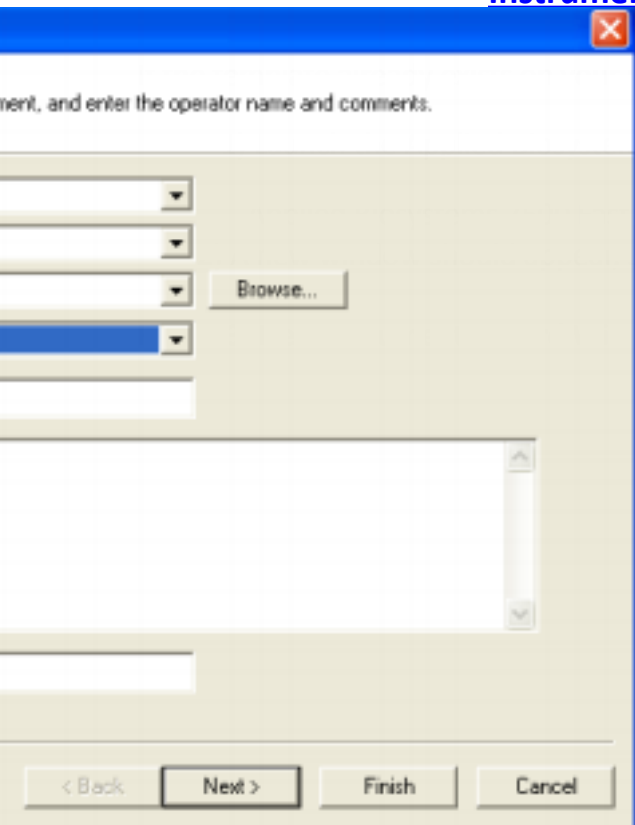 ment, and enter the operator name and comments.
Browse...
< Back Next > Finish Cancel